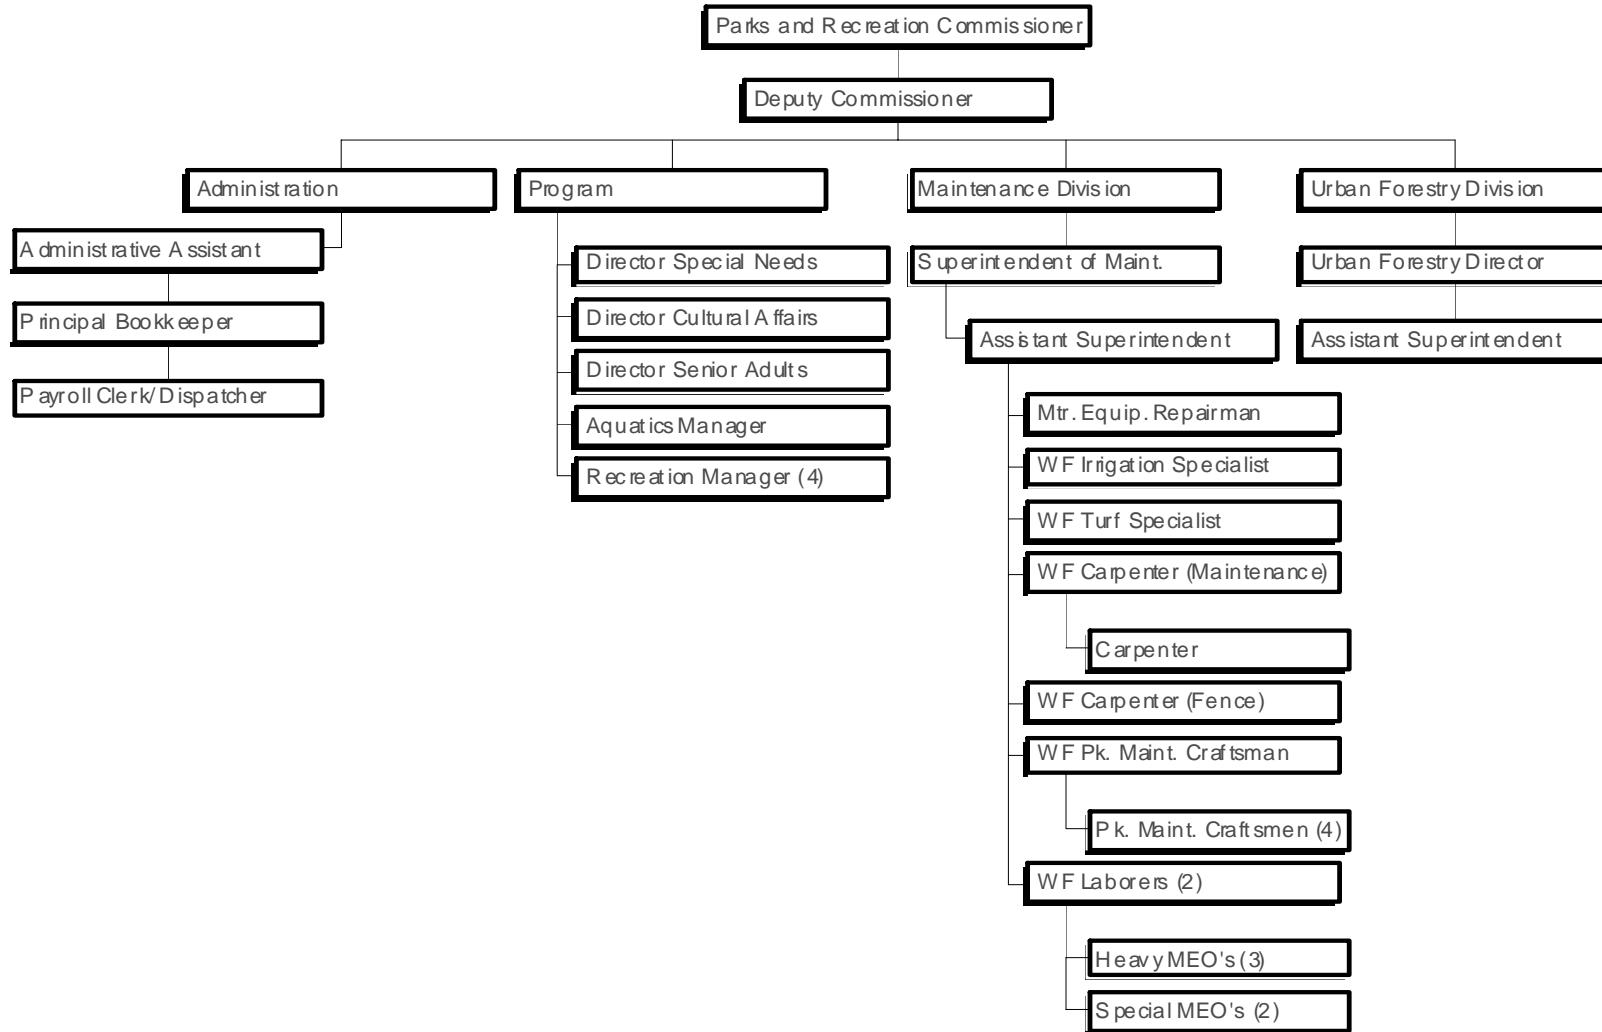 Parks and Recreation Commissioner
Deputy Commissioner
Administration
Program
Maintenance Division
Urban Forestry Division
Administrative Assistant
Principal Bookkeeper
Payroll Clerk/Dispatcher
Director Special Needs
Director Cultural Affairs
Director Senior Adults
Aquatics Manager
Recreation Manager (4)
Superintendent of Maint.
Assistant Superintendent
Mtr. Equip. Repairman
WF Irrigation Specialist
WF Turf Specialist
WF Carpenter (Maintenance)
Carpenter
WF Carpenter (Fence)
WF Pk. Maint. Craftsman
Pk. Maint. Craftsmen (4)
WF Laborers (2)
Heavy MEO's (3)
Special MEO's (2)
Urban Forestry Director
Assistant Superintendent